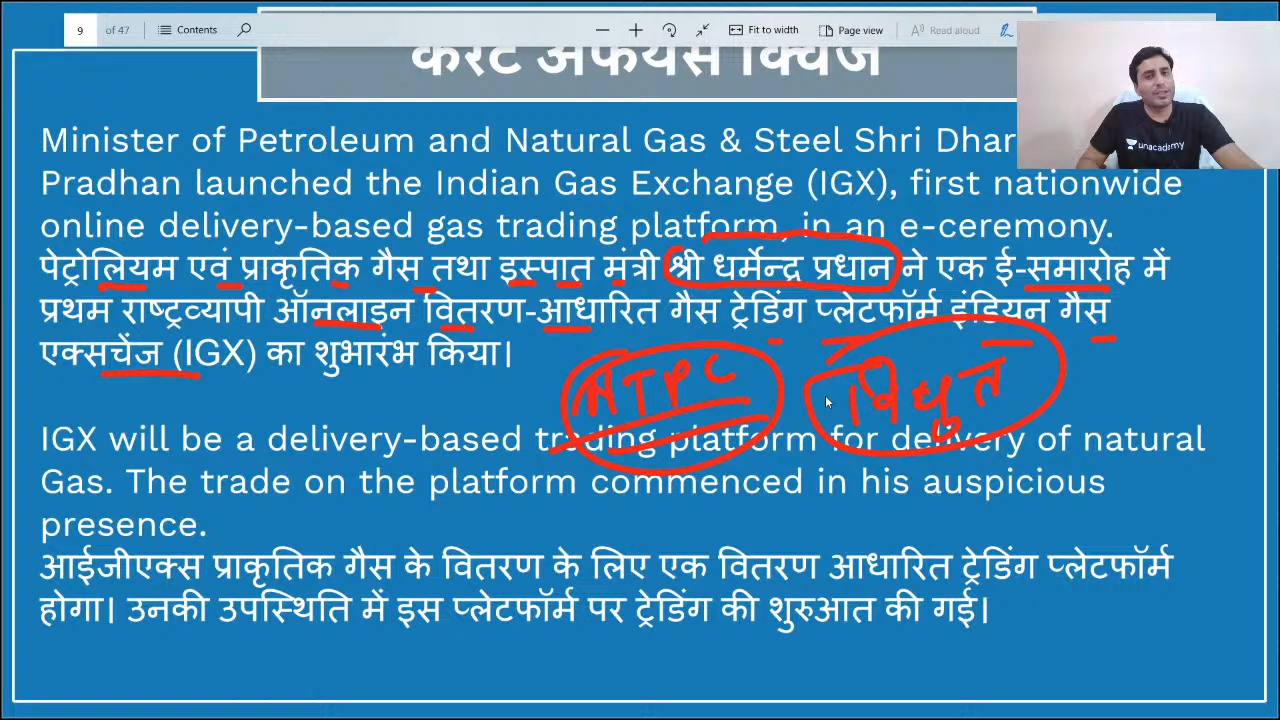 9 of 47 Contents Fit to width Page view Read aloud
करेंट अफेयर्स क्विज
unacademy
Minister of Petroleum and Natural Gas & Steel Shri Dhar
Pradhan launched the Indian Gas Exchange (IGX), first nationwide
online delivery-based gas trading platform, in an e-ceremony.
पेट्रोलियम एवं प्राकृतिक गैस तथा इस्पात मंत्री श्री धर्मेन्द्र प्रधान ने एक ई-समारोह में
प्रथम राष्ट्रव्यापी ऑनलाइन वितरण-आधारित गैस ट्रेडिंग प्लेटफॉर्म इंडियन गैस
एक्सचेंज (IGX) का शुभारंभ किया।
NTPC विधुत
IGX will be a delivery-based trading platform for delivery of natural
Gas. The trade on the platform commenced in his auspicious
presence.
आईजीएक्स प्राकृतिक गैस के वितरण के लिए एक वितरण आधारित ट्रेडिंग प्लेटफॉर्म
होगा। उनकी उपस्थिति में इस प्लेटफॉर्म पर ट्रेडिंग की शुरुआत की गई।